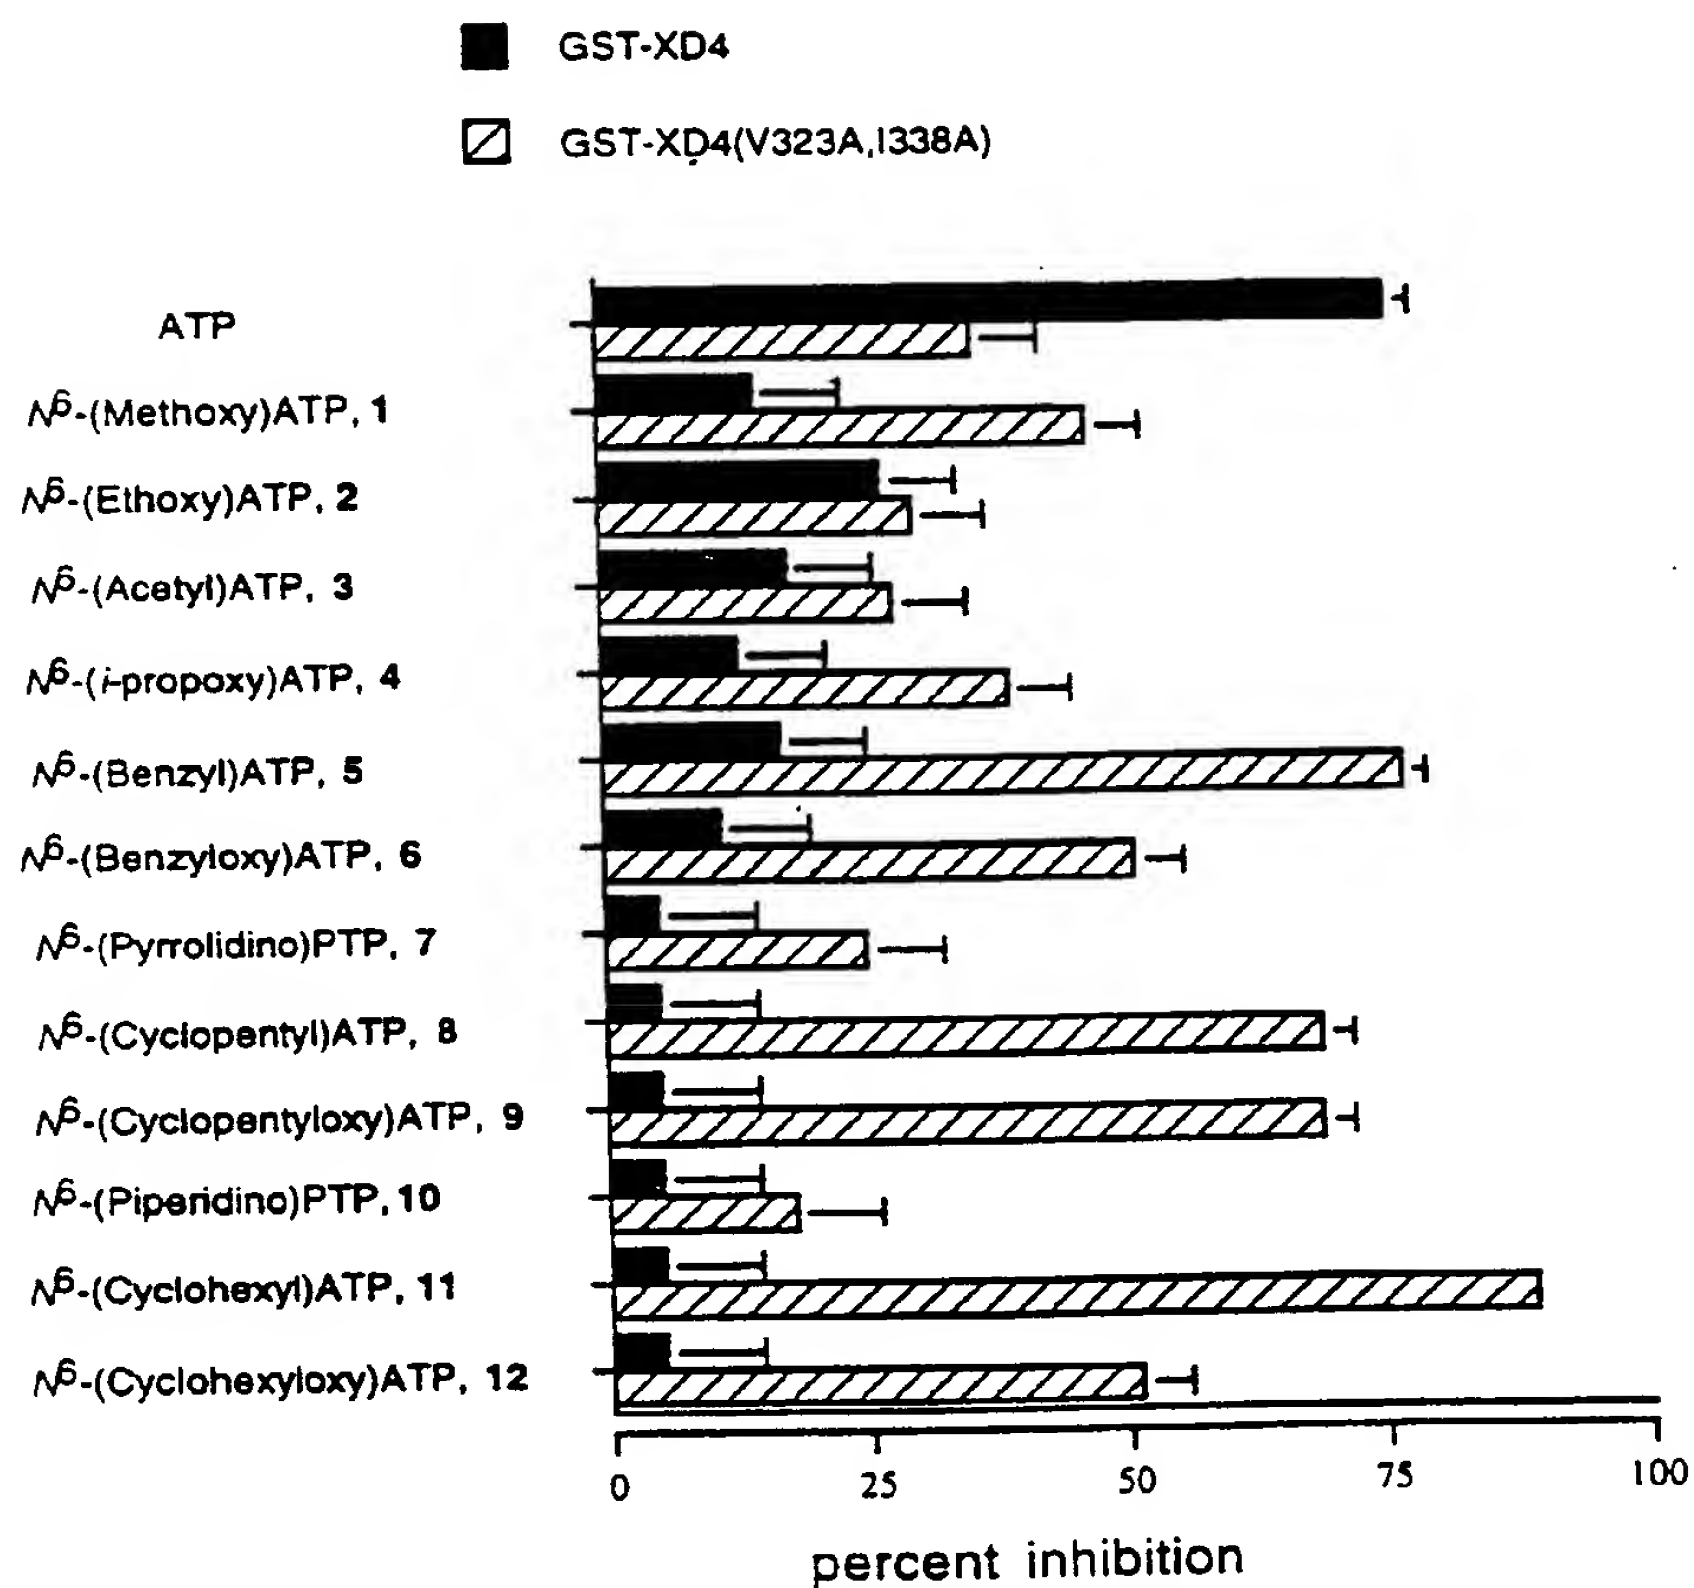 GST-XD4
GST-XD4(V323A,I338A)
ATP
N6-(Methoxy)ATP, 1
N6-(Ethoxy)ATP, 2
N6-(Acetyl)ATP, 3
N6-(i-propoxy)ATP, 4
N6-(Benzyl)ATP, 5
N6-(Benzyloxy)ATP, 6
N6-(Pyrrolidino)PTP, 7
N6-(Cyclopentyl)ATP, 8
N6-(Cyclopentyloxy)ATP, 9
N6-(Piperidino)PTP, 10
N6-(Cyclohexyl)ATP, 11
N6-(Cyclohexyloxy)ATP, 12
0 25 50 75 100
percent inhibition